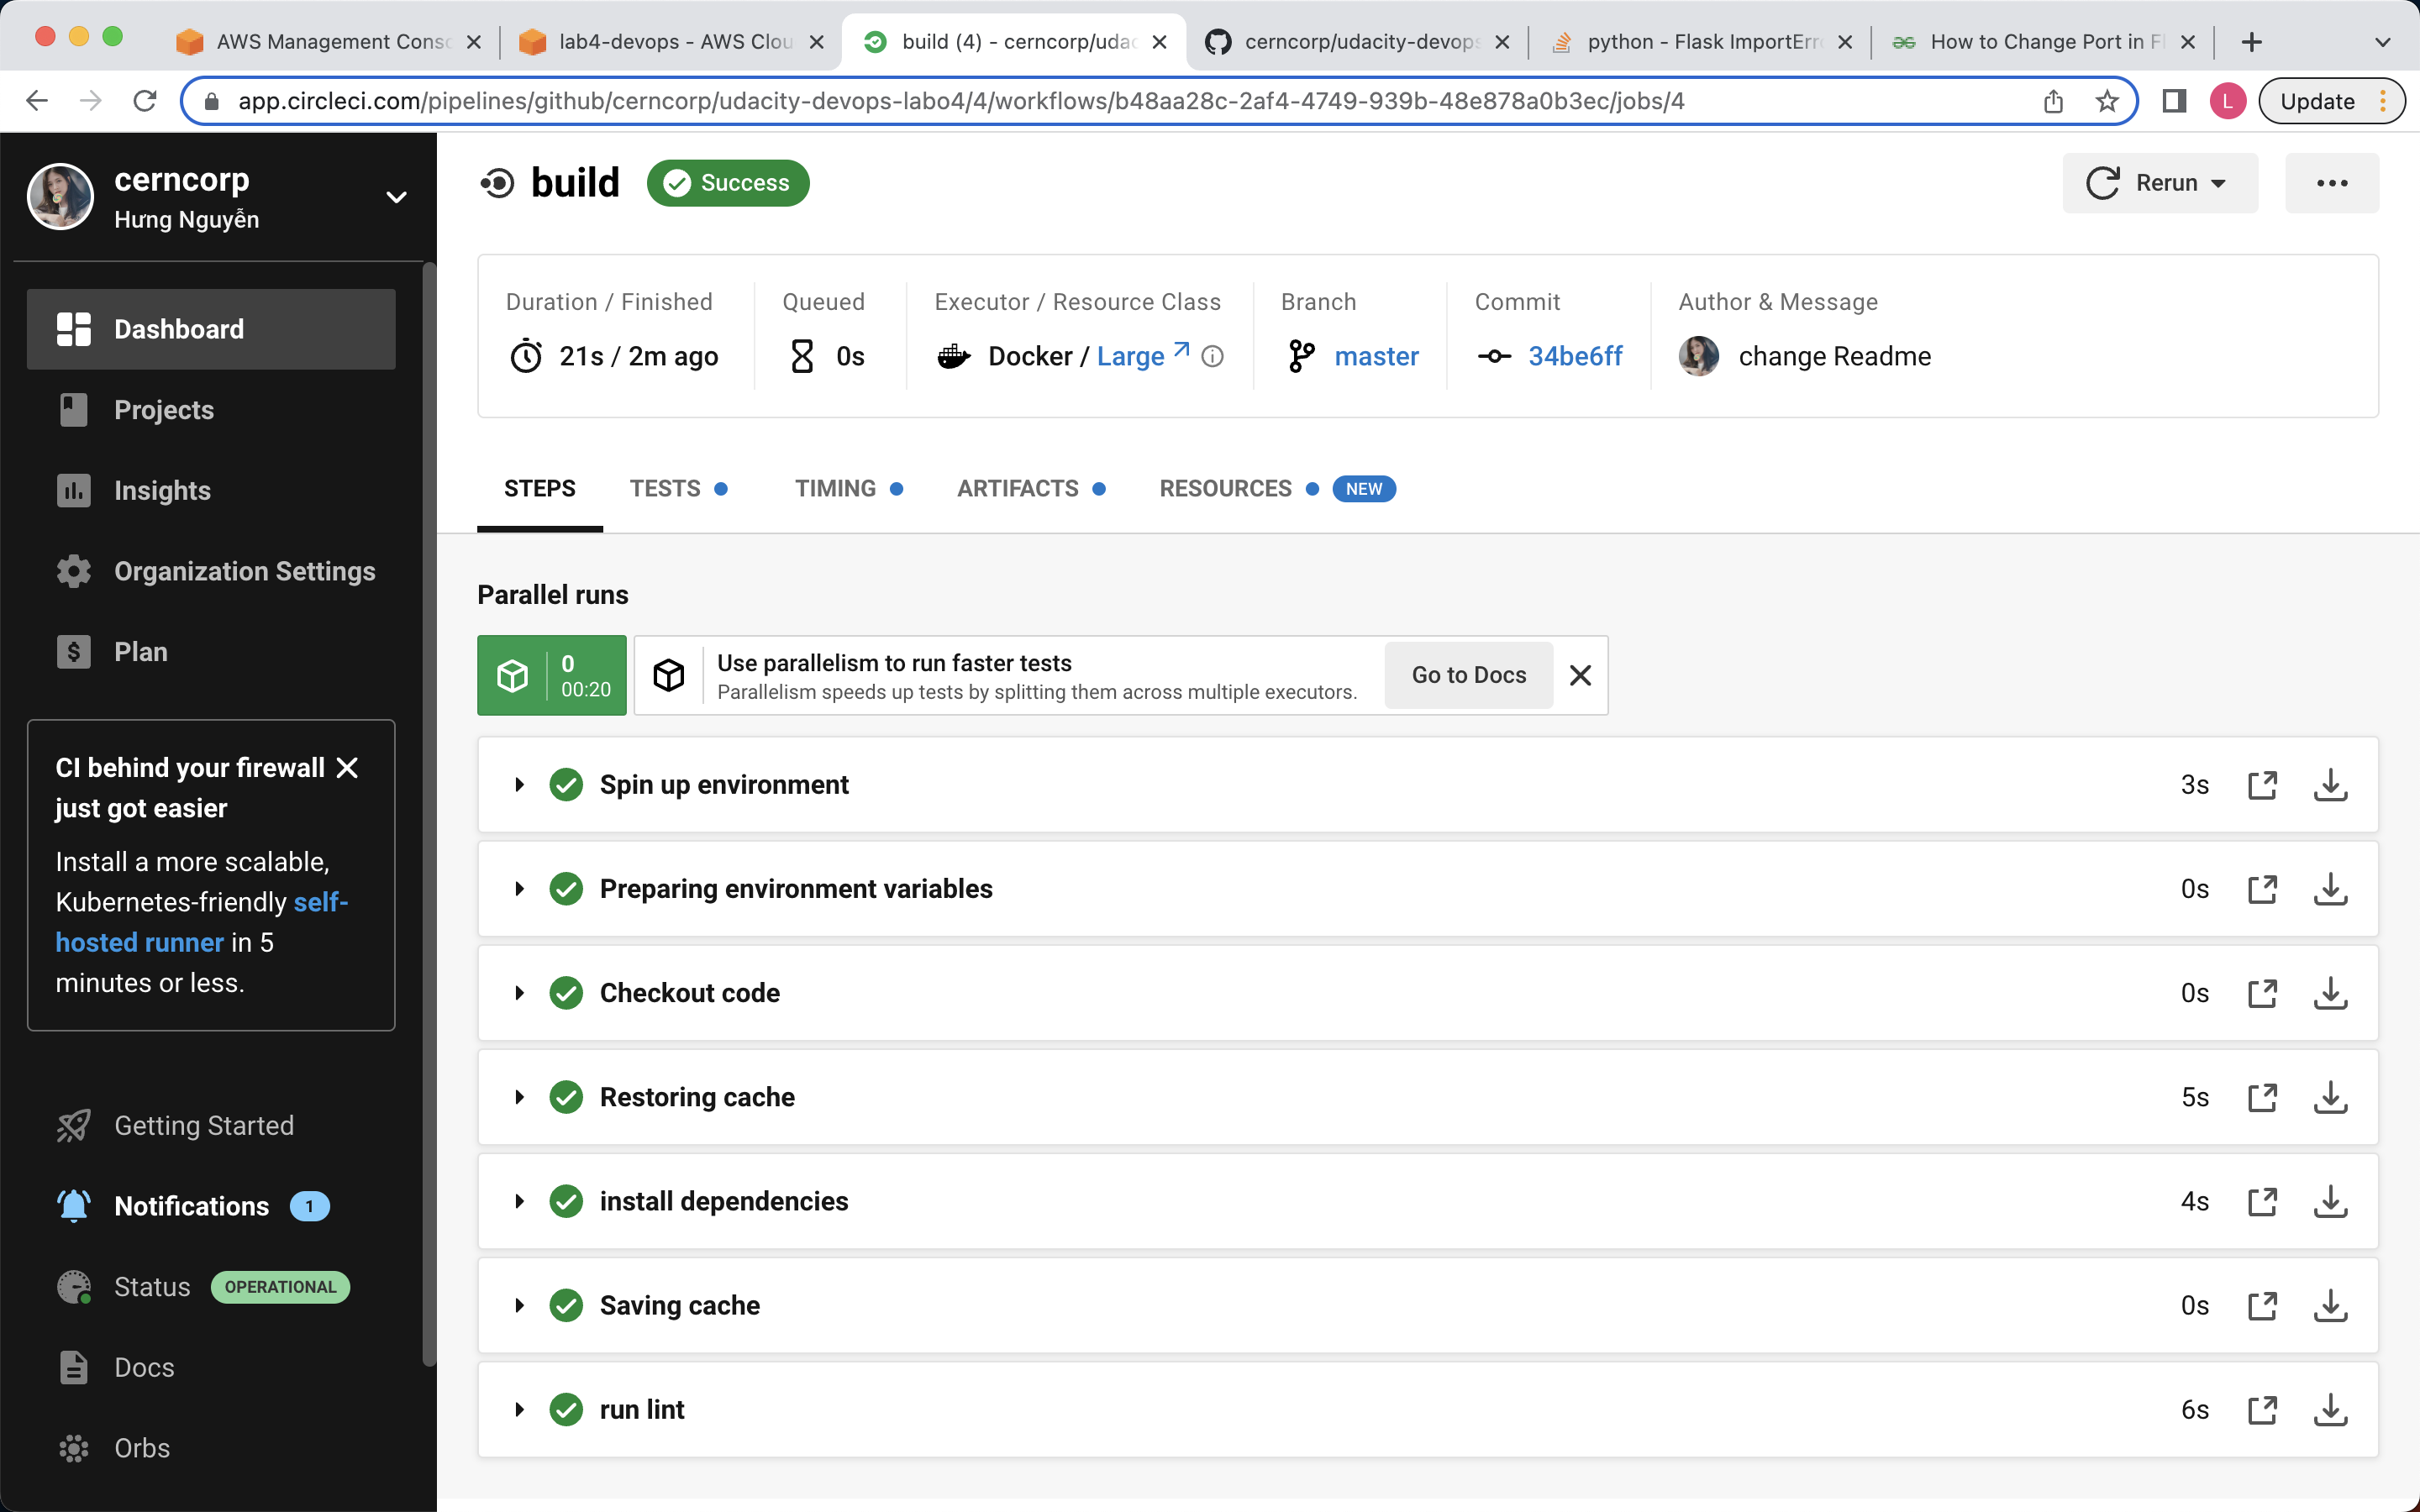 AWS Management Conso
lab4-devops - AWS Clou
build (4) - cerncorp/udac
cerncorp/udacity-devops
python - Flask ImportErro
How to Change Port in Fl
app.circleci.com/pipelines/github/cerncorp/udacity-devops-labo4/4/workflows/b48aa28c-2af4-4749-939b-48e878a0b3ec/jobs/4
L
Update
cerncorp
Hưng Nguyễn
Dashboard
Projects
Insights
Organization Settings
Plan
CI behind your firewall
just got easier
Install a more scalable,
Kubernetes-friendly self-
hosted runner in 5
minutes or less.
Getting Started
Notifications 1
Status OPERATIONAL
Docs
Orbs
build Success
Rerun
Duration / Finished
21s / 2m ago
Queued
0s
Executor / Resource Class
Docker / Large
Branch
master
Commit
34be6ff
Author & Message
change Readme
STEPS TESTS TIMING ARTIFACTS RESOURCES NEW
Parallel runs
0
00:20
Use parallelism to run faster tests
Parallelism speeds up tests by splitting them across multiple executors.
Go to Docs
Spin up environment 3s
Preparing environment variables 0s
Checkout code 0s
Restoring cache 5s
install dependencies 4s
Saving cache 0s
run lint 6s